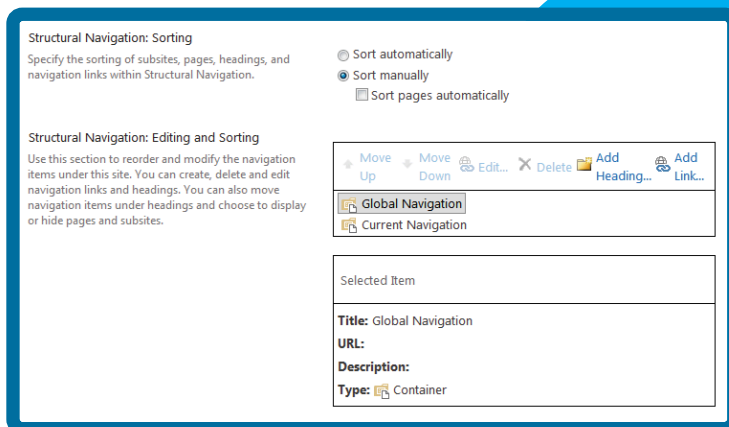 Structural Navigation: Sorting
Specify the sorting of subsites, pages, headings, and
navigation links within Structural Navigation.
Sort automatically
Sort manually
Sort pages automatically
Structural Navigation: Editing and Sorting
Use this section to reorder and modify the navigation
items under this site. You can create, delete and edit
navigation links and headings. You can also move
navigation items under headings and choose to display
or hide pages and subsites.
Move Up
Move Down
Edit...
Delete
Add Heading...
Add Link...
Global Navigation
Current Navigation
Selected Item
Title: Global Navigation
URL:
Description:
Type: Container